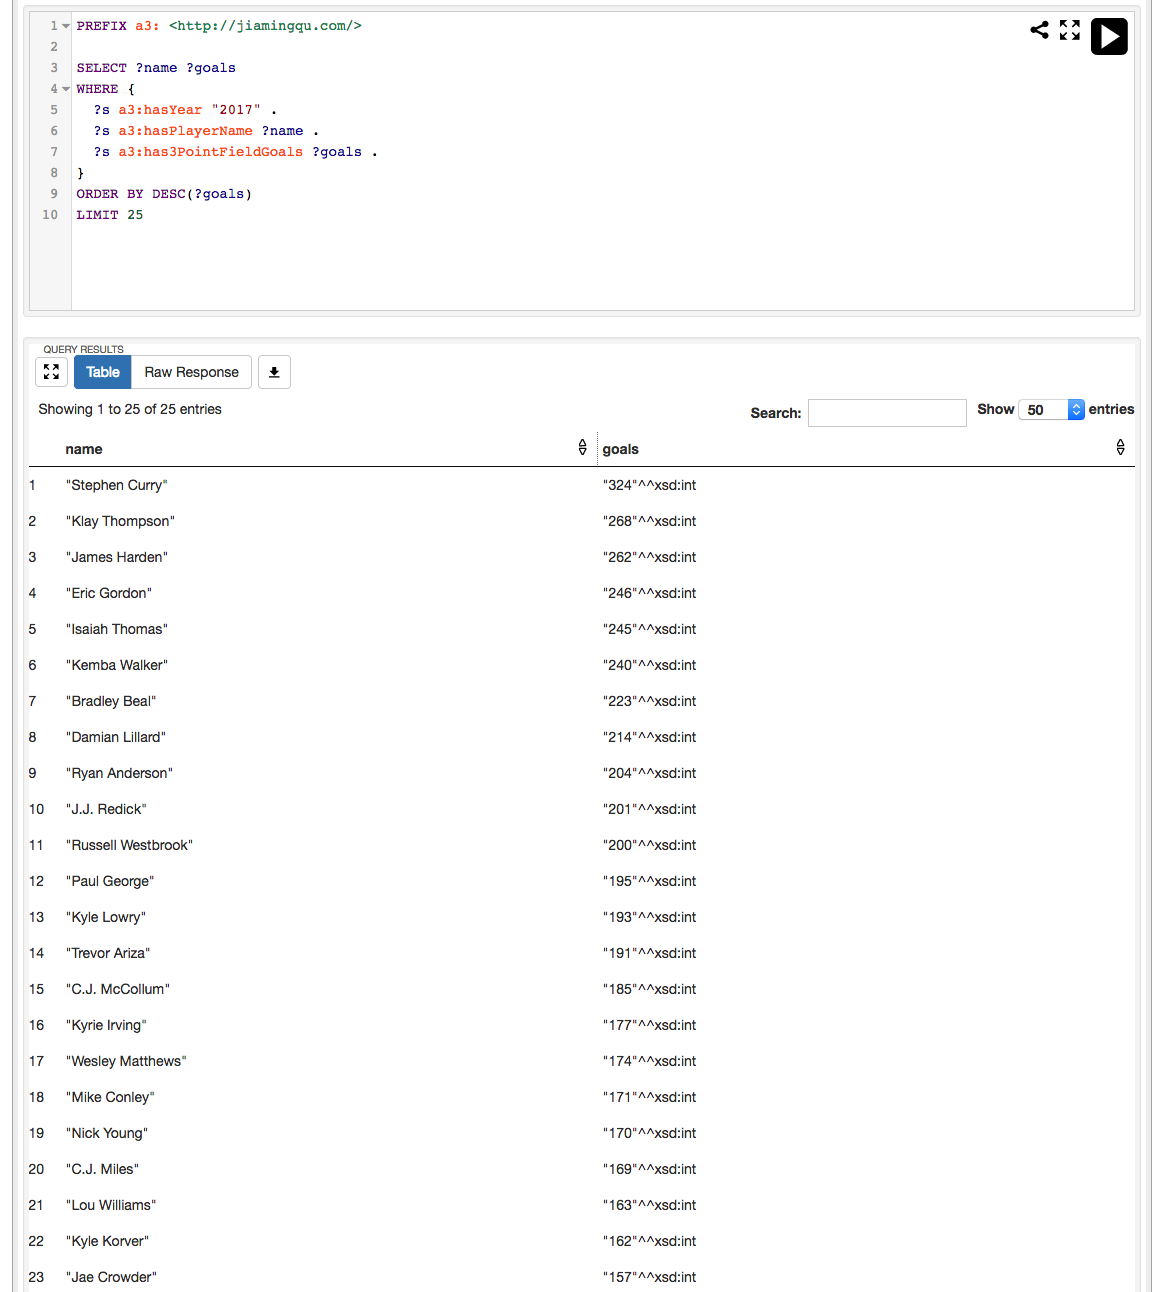 1 PREFIX a3: <http://jiamingqu.com/>
2
3 SELECT ?name ?goals
4 WHERE {
5 ?s a3:hasYear "2017" .
6 ?s a3:hasPlayerName ?name .
7 ?s a3:has3PointFieldGoals ?goals .
8 }
9 ORDER BY DESC(?goals)
10 LIMIT 25
QUERY RESULTS
Table Raw Response
Showing 1 to 25 of 25 entries
Search: Show 50 entries
name goals
1 "Stephen Curry" "324"^^xsd:int
2 "Klay Thompson" "268"^^xsd:int
3 "James Harden" "262"^^xsd:int
4 "Eric Gordon" "246"^^xsd:int
5 "Isaiah Thomas" "245"^^xsd:int
6 "Kemba Walker" "240"^^xsd:int
7 "Bradley Beal" "223"^^xsd:int
8 "Damian Lillard" "214"^^xsd:int
9 "Ryan Anderson" "204"^^xsd:int
10 "J.J. Redick" "201"^^xsd:int
11 "Russell Westbrook" "200"^^xsd:int
12 "Paul George" "195"^^xsd:int
13 "Kyle Lowry" "193"^^xsd:int
14 "Trevor Ariza" "191"^^xsd:int
15 "C.J. McCollum" "185"^^xsd:int
16 "Kyrie Irving" "177"^^xsd:int
17 "Wesley Matthews" "174"^^xsd:int
18 "Mike Conley" "171"^^xsd:int
19 "Nick Young" "170"^^xsd:int
20 "C.J. Miles" "169"^^xsd:int
21 "Lou Williams" "163"^^xsd:int
22 "Kyle Korver" "162"^^xsd:int
23 "Jae Crowder" "157"^^xsd:int